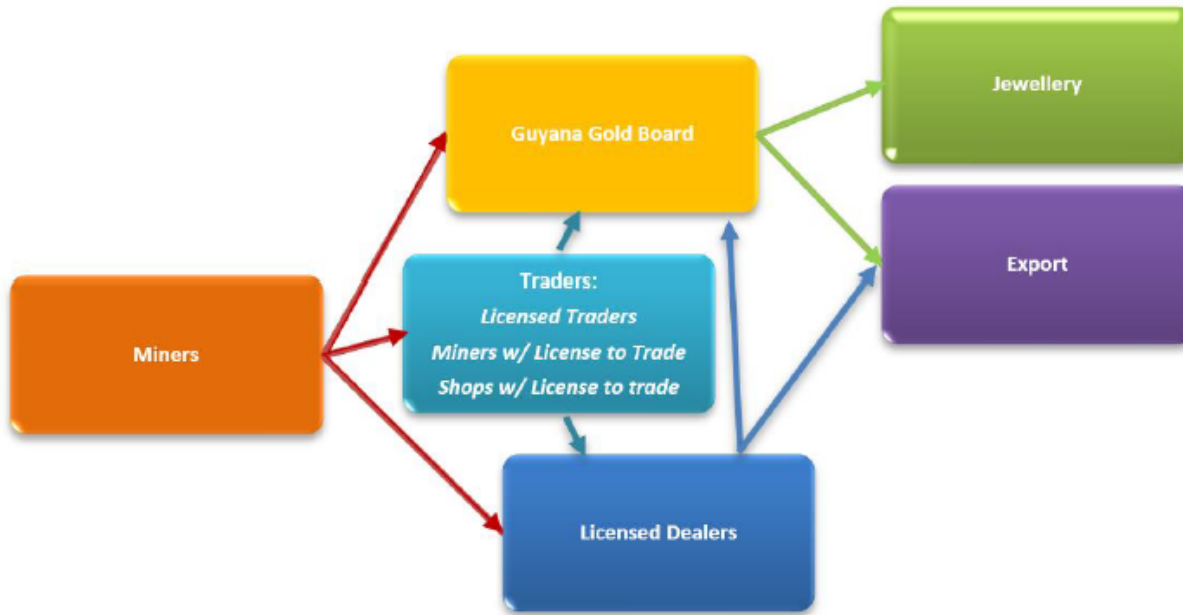 Jewellery
Guyana Gold Board
Export
Traders:
Licensed Traders
Miners w/ License to Trade
Shops w/ License to trade
Miners
Licensed Dealers